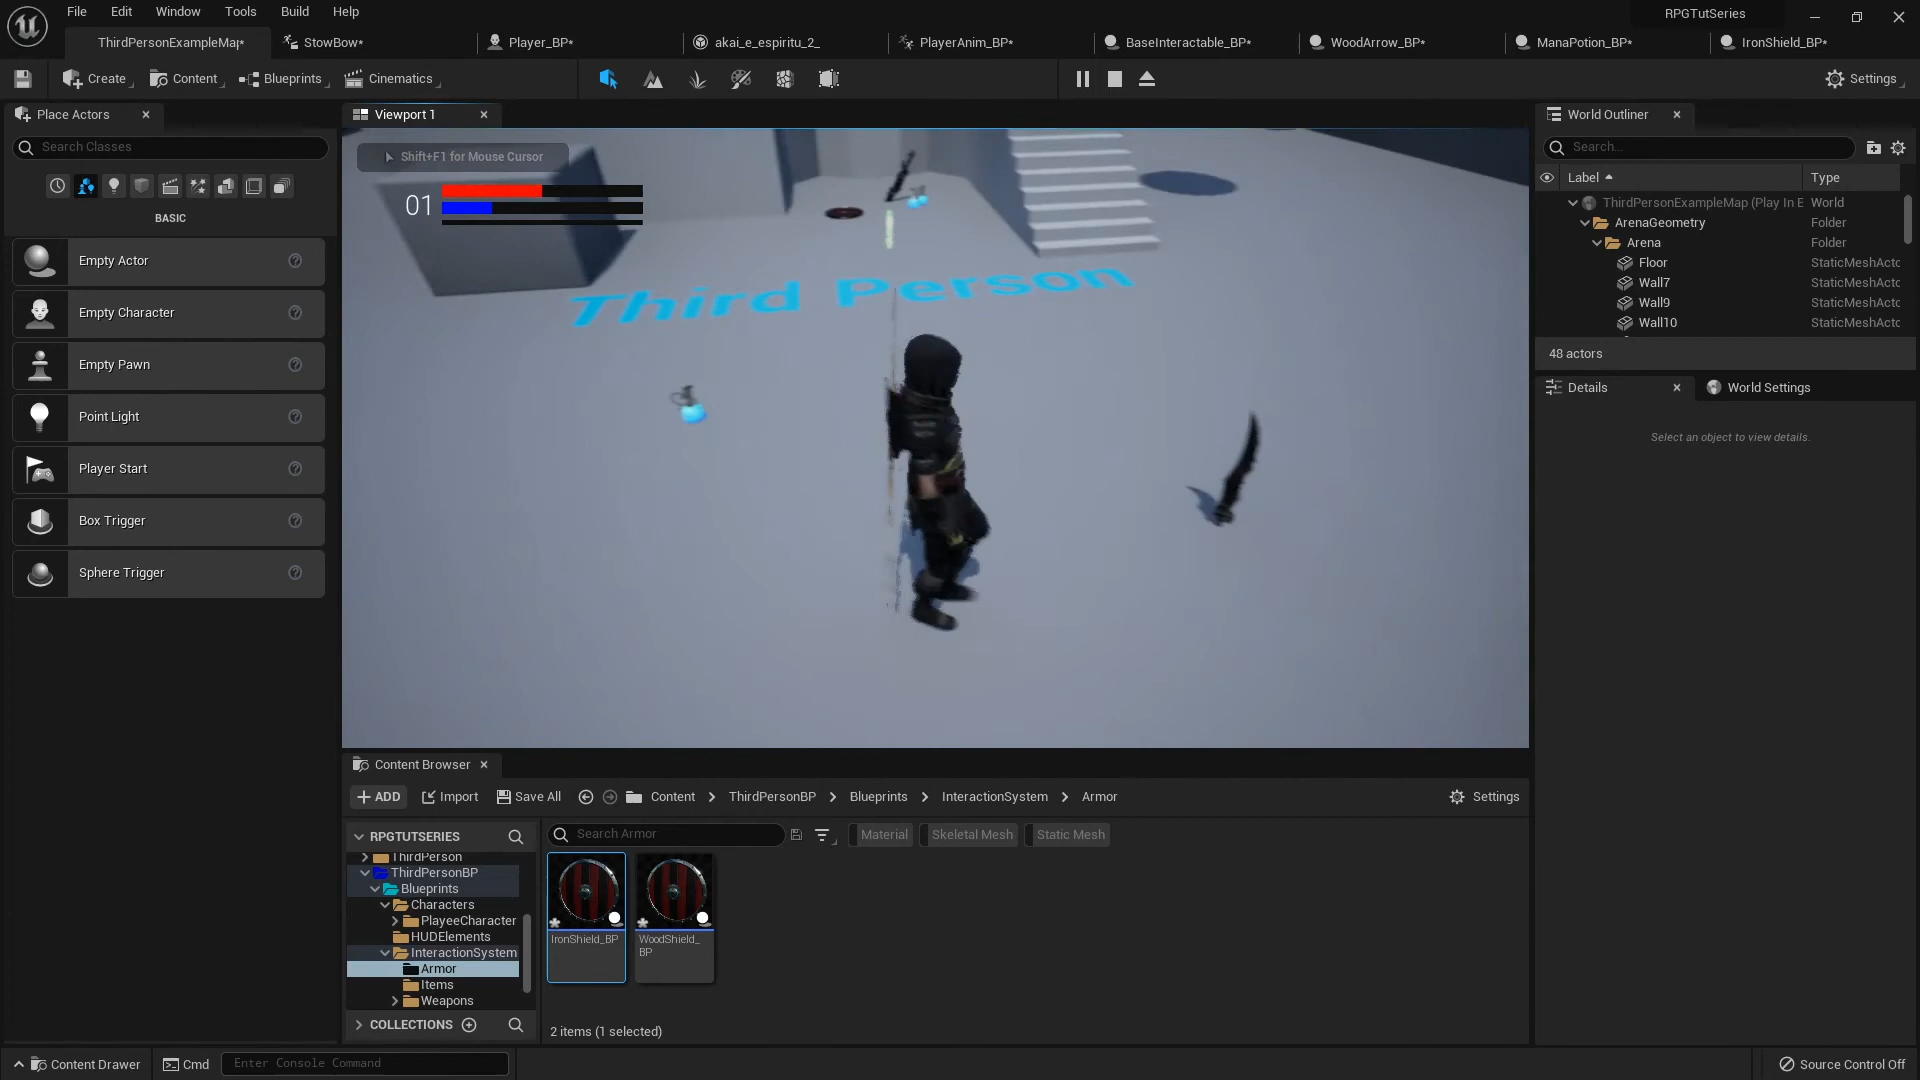 File Edit Window Tools Build Help
RPGTutSeries
ThirdPersonExampleMap* StowBow* Player_BP* akai_e_espiritu_2_ PlayerAnim_BP* BaseInteractable_BP* WoodArrow_BP* ManaPotion_BP* IronShield_BP*
Create Content Blueprints Cinematics Settings
Place Actors
Search Classes
BASIC
Empty Actor
Empty Character
Empty Pawn
Point Light
Player Start
Box Trigger
Sphere Trigger
Viewport 1
Shift+F1 for Mouse Cursor
01
Third Person
World Outliner
Search...
Label Type
ThirdPersonExampleMap (Play In E World
ArenaGeometry Folder
Arena Folder
Floor StaticMeshActo
Wall7 StaticMeshActo
Wall9 StaticMeshActo
Wall10 StaticMeshActo
48 actors
Details World Settings
Select an object to view details.
Content Browser
ADD Import Save All Content ThirdPersonBP Blueprints InteractionSystem Armor Settings
RPGTUTSERIES
ThirdPerson
ThirdPersonBP
Blueprints
Characters
PlayeeCharacter
HUDElements
InteractionSystem
Armor
Items
Weapons
COLLECTIONS
Search Armor Material Skeletal Mesh Static Mesh
IronShield_BP
WoodShield_
BP
2 items (1 selected)
Content Drawer Cmd Enter Console Command Source Control Off